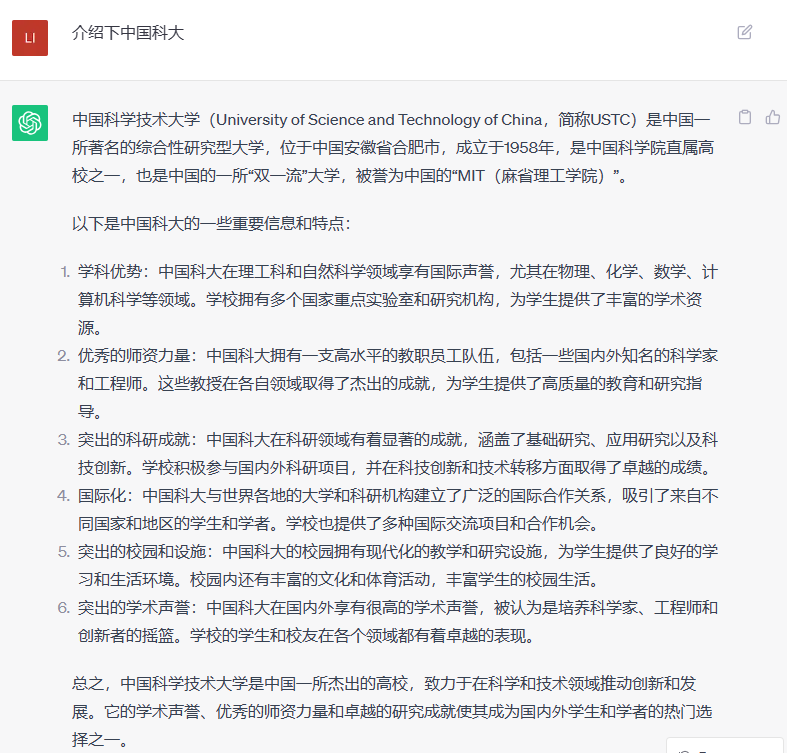 LI
介绍下中国科大
中国科学技术大学（University of Science and Technology of China，简称USTC）是中国一
所著名的综合性研究型大学，位于中国安徽省合肥市，成立于1958年，是中国科学院直属高
校之一，也是中国的一所“双一流”大学，被誉为中国的“MIT（麻省理工学院）”。
以下是中国科大的一些重要信息和特点：
1. 学科优势：中国科大在理工科和自然科学领域享有国际声誉，尤其在物理、化学、数学、计
算机科学等领域。学校拥有多个国家重点实验室和研究机构，为学生提供了丰富的学术资
源。
2. 优秀的师资力量：中国科大拥有一支高水平的教职员工队伍，包括一些国内外知名的科学家
和工程师。这些教授在各自领域取得了杰出的成就，为学生提供了高质量的教育和研究指
导。
3. 突出的科研成就：中国科大在科研领域有着显著的成就，涵盖了基础研究、应用研究以及科
技创新。学校积极参与国内外科研项目，并在科技创新和技术转移方面取得了卓越的成绩。
4. 国际化：中国科大与世界各地的大学和科研机构建立了广泛的国际合作关系，吸引了来自不
同国家和地区的学生和学者。学校也提供了多种国际交流项目和合作机会。
5. 突出的校园和设施：中国科大的校园拥有现代化的教学和研究设施，为学生提供了良好的学
习和生活环境。校园内还有丰富的文化和体育活动，丰富学生的校园生活。
6. 突出的学术声誉：中国科大在国内外享有很高的学术声誉，被认为是培养科学家、工程师和
创新者的摇篮。学校的学生和校友在各个领域都有着卓越的表现。
总之，中国科学技术大学是中国一所杰出的高校，致力于在科学和技术领域推动创新和发
展。它的学术声誉、优秀的师资力量和卓越的研究成就使其成为国内外学生和学者的热门选
择之一。